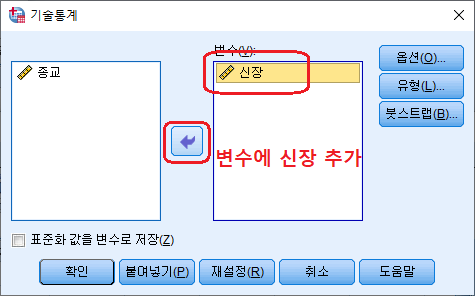 기술통계
변수(V):
종교
신장
옵션(O)...
유형(L)...
붓스트랩(B)...
변수에 신장 추가
표준화 값을 변수로 저장(Z)
확인
붙여넣기(P)
재설정(R)
취소
도움말